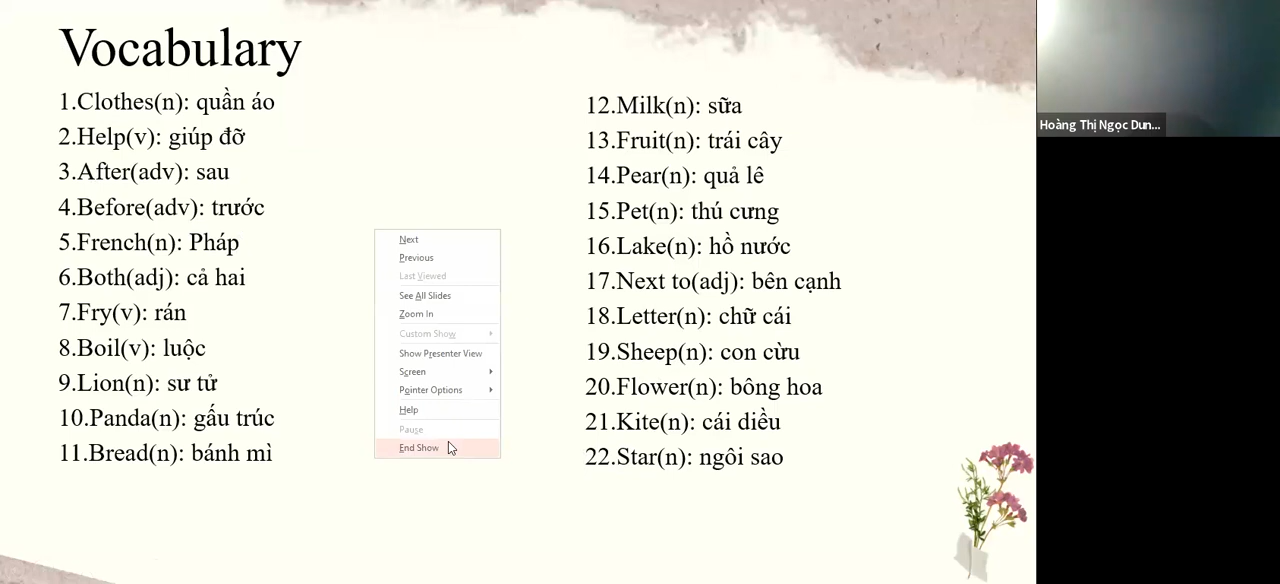 Vocabulary
1.Clothes(n): quần áo
2.Help(v): giúp đỡ
3.After(adv): sau
4.Before(adv): trước
5.French(n): Pháp
6.Both(adj): cả hai
7.Fry(v): rán
8.Boil(v): luộc
9.Lion(n): sư tử
10.Panda(n): gấu trúc
11.Bread(n): bánh mì
Next
Previous
Last Viewed
See All Slides
Zoom In
Custom Show
Show Presenter View
Screen
Pointer Options
Help
Pause
End Show
12.Milk(n): sữa
13.Fruit(n): trái cây
14.Pear(n): quả lê
15.Pet(n): thú cưng
16.Lake(n): hồ nước
17.Next to(adj): bên cạnh
18.Letter(n): chữ cái
19.Sheep(n): con cừu
20.Flower(n): bông hoa
21.Kite(n): cái diều
22.Star(n): ngôi sao
Hoàng Thị Ngọc Dun...